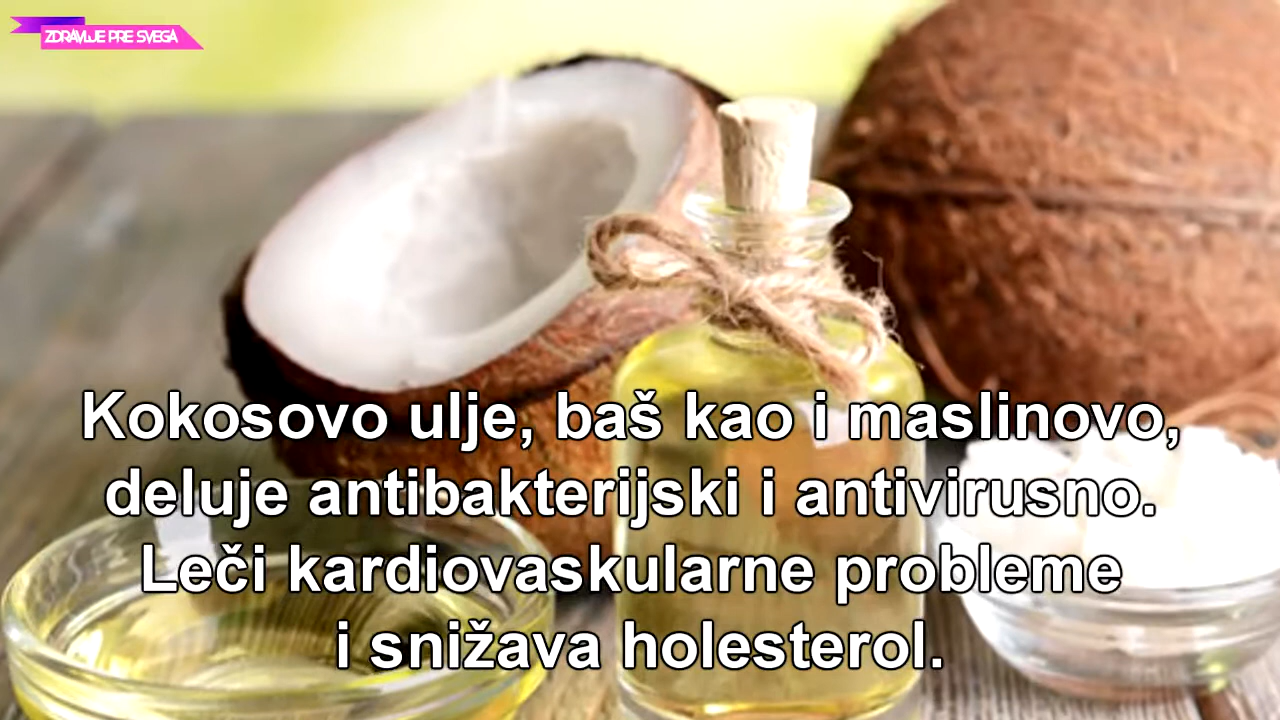 ZDRAVLJE PRE SVEGA
Kokosovo ulje, baš kao i maslinovo,
deluje antibakterijski i antivirusno.
Leči kardiovaskularne probleme
i snižava holesterol.